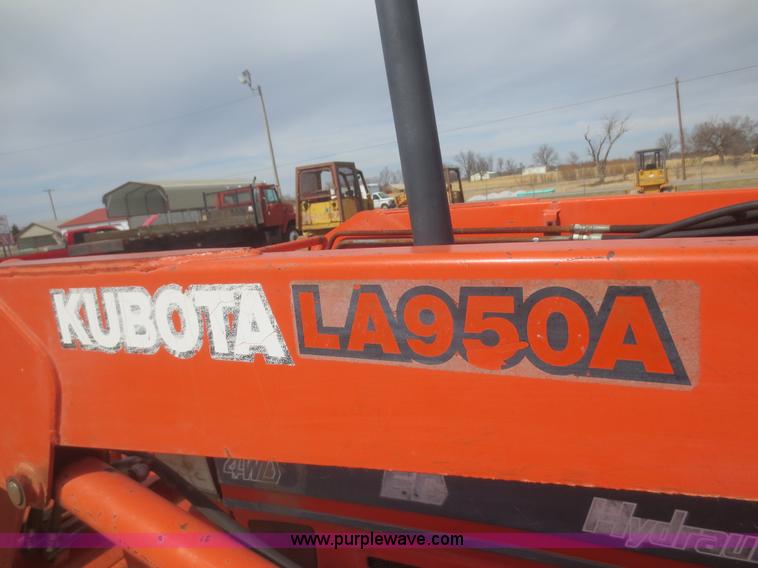 KUBOTA LA950A
4WD
Hydrau
www.purplewave.com